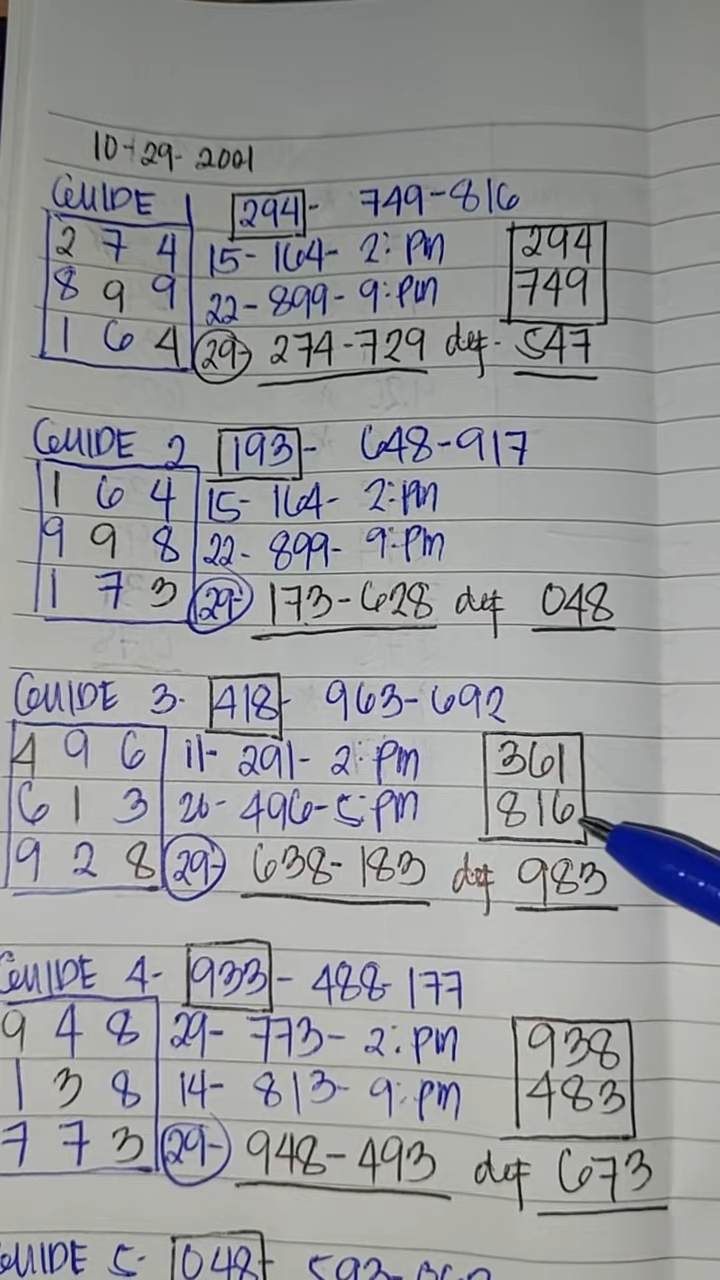 10-29-2001
GUIDE 1 294- 749-816
2 7 4 15-164-2:PM 294
8 9 9 22-899-9:PM 749
1 6 4 29- 274-729 def- 547
GUIDE 2 193- 648-917
1 6 4 15-164-2:PM
9 9 8 22-899-9:PM
1 7 3 29- 173-628 def 048
GUIDE 3- 418- 963-692
4 9 6 11-291-2:PM 361
6 1 3 26-496-5:PM 816
9 2 8 29- 638-183 def 983
GUIDE 4- 933- 488-177
9 4 8 29-773-2:PM 938
1 3 8 14-813-9:PM 483
7 7 3 29- 948-493 def 673
GUIDE 5- 048-